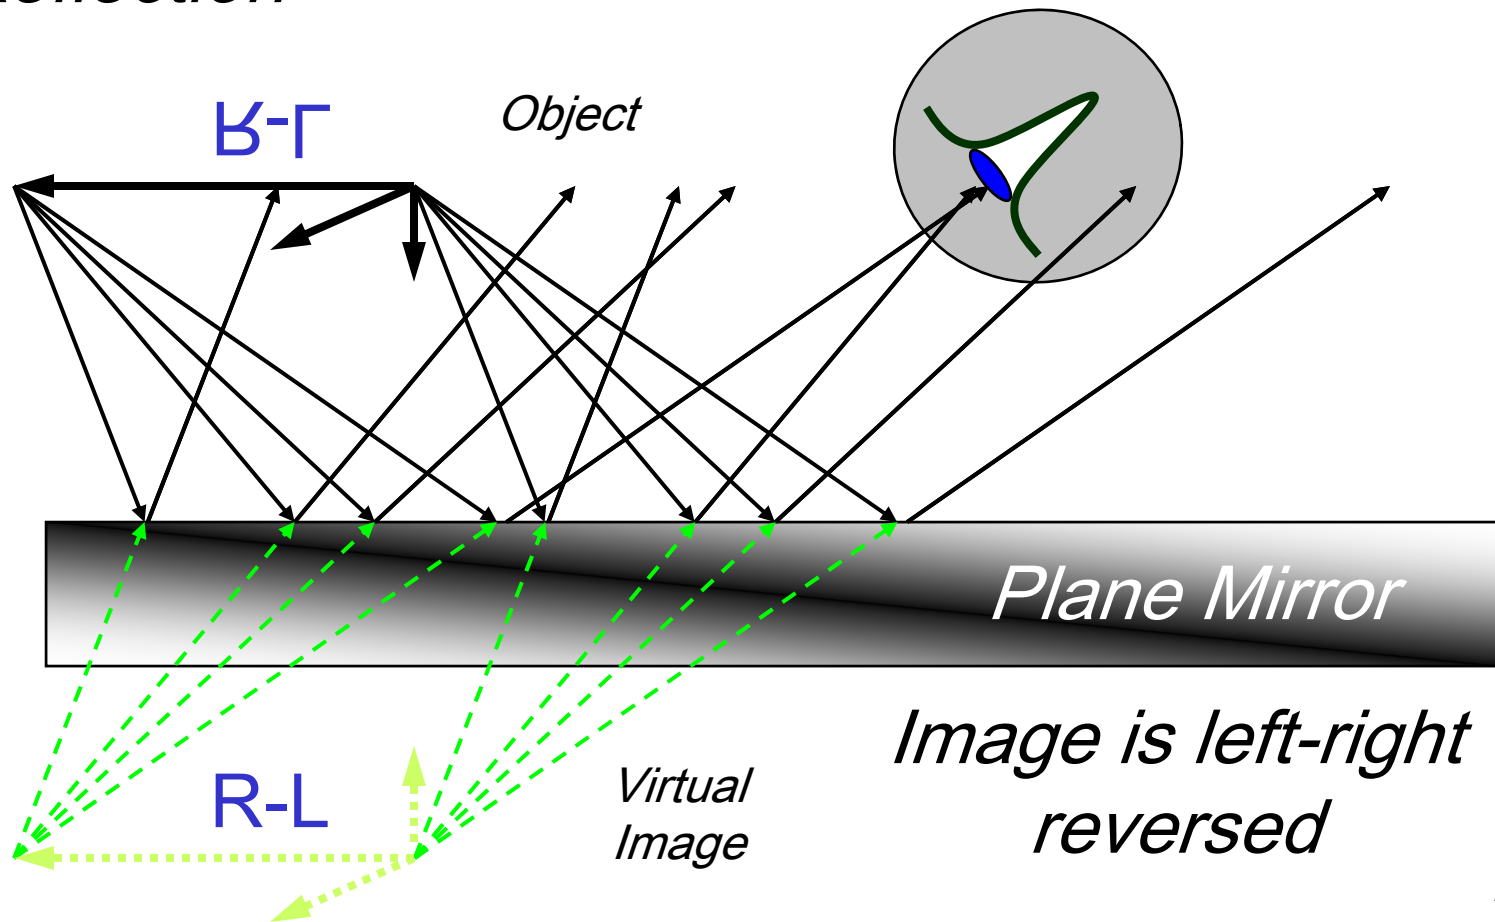 R-L
Object
Plane Mirror
Image is left-right
reversed
R-L
Virtual
Image